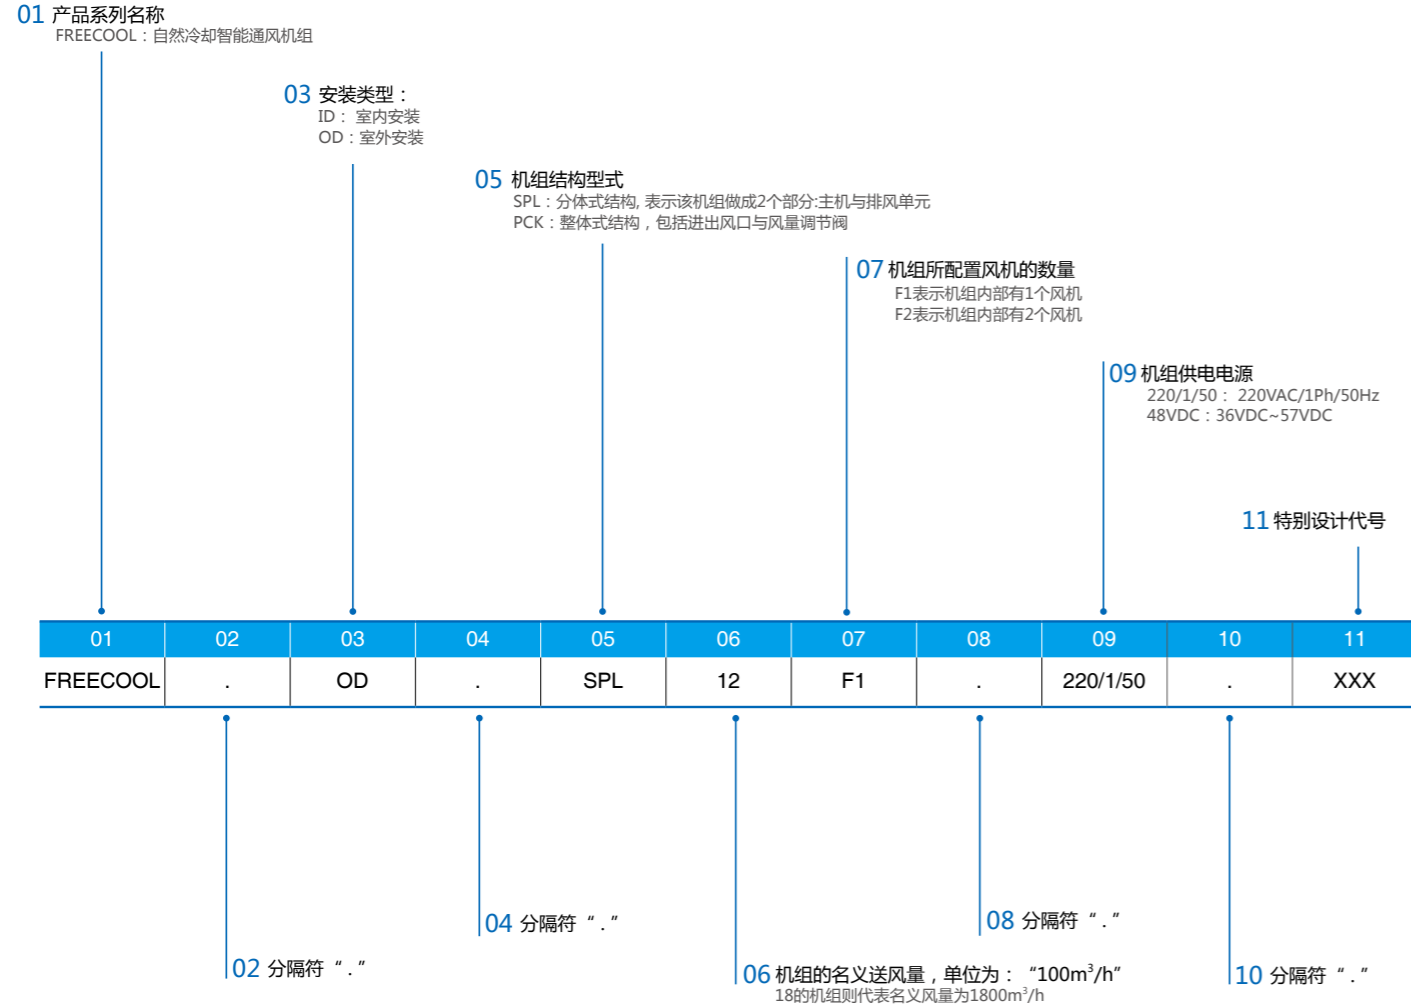 01 产品系列名称
FREECOOL：自然冷却智能通风机组
03 安装类型：
ID： 室内安装
OD：室外安装
05 机组结构型式
SPL：分体式结构, 表示该机组做成2个部分:主机与排风单元
PCK：整体式结构，包括进出风口与风量调节阀
07 机组所配置风机的数量
F1表示机组内部有1个风机
F2表示机组内部有2个风机
09 机组供电电源
220/1/50： 220VAC/1Ph/50Hz
48VDC：36VDC~57VDC
11 特别设计代号
01 02 03 04 05 06 07 08 09 10 11
FREECOOL . OD . SPL 12 F1 . 220/1/50 . XXX
04 分隔符 “ . ”
08 分隔符 “ . ”
02 分隔符 “ . ”
06 机组的名义送风量，单位为： “100m³/h”
18的机组则代表名义风量为1800m³/h
10 分隔符 “ . ”